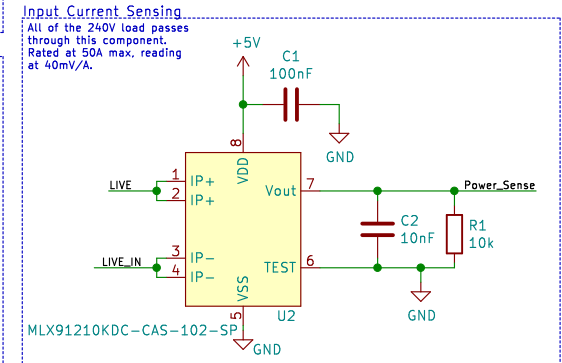 Input Current Sensing
All of the 240V load passes
through this component.
Rated at 50A max, reading
at 40mV/A.
+5V
C1
100nF
GND
8
VDD
1
IP+
LIVE
2
IP+
Vout
7
Power_Sense
C2
10nF
R1
10k
3
IP-
LIVE_IN
4
IP-
TEST
6
VSS
5
U2
GND
MLX91210KDC-CAS-102-SP
GND